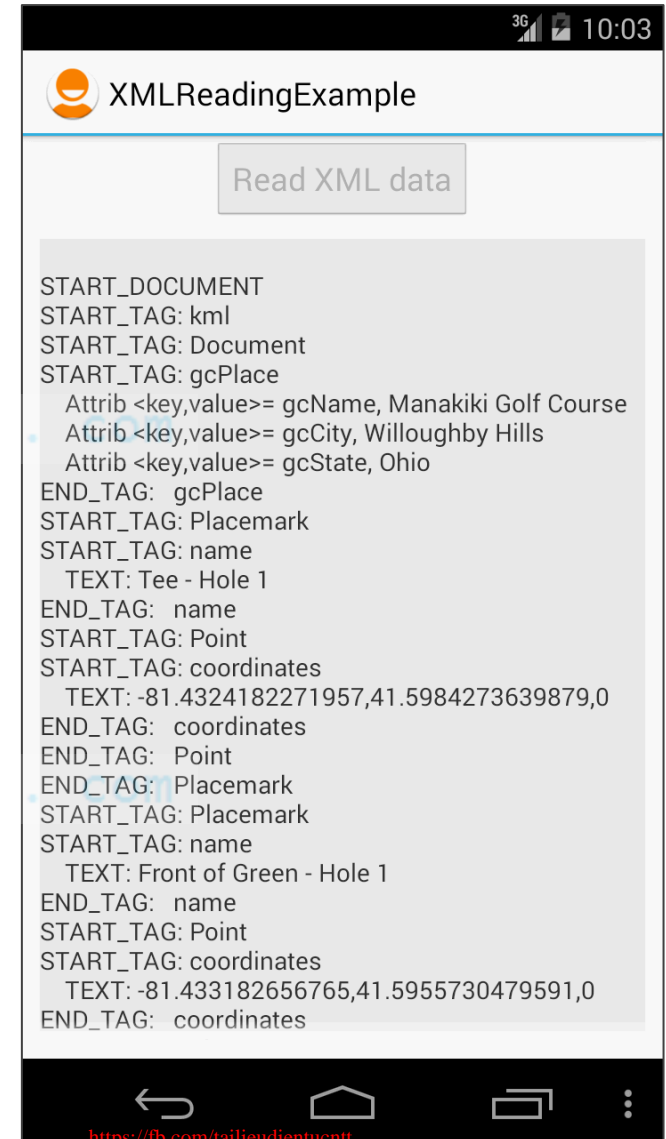 3G 10:03
XMLReadingExample
Read XML data
START_DOCUMENT
START_TAG: kml
START_TAG: Document
START_TAG: gcPlace
Attrib <key,value>= gcName, Manakiki Golf Course
Attrib <key,value>= gcCity, Willoughby Hills
Attrib <key,value>= gcState, Ohio
END_TAG: gcPlace
START_TAG: Placemark
START_TAG: name
TEXT: Tee - Hole 1
END_TAG: name
START_TAG: Point
START_TAG: coordinates
TEXT: -81.4324182271957,41.5984273639879,0
END_TAG: coordinates
END_TAG: Point
END_TAG: Placemark
START_TAG: Placemark
START_TAG: name
TEXT: Front of Green - Hole 1
END_TAG: name
START_TAG: Point
START_TAG: coordinates
TEXT: -81.433182656765,41.5955730479591,0
END_TAG: coordinates
. com
. com
https://fb.com/tailieudientucntt